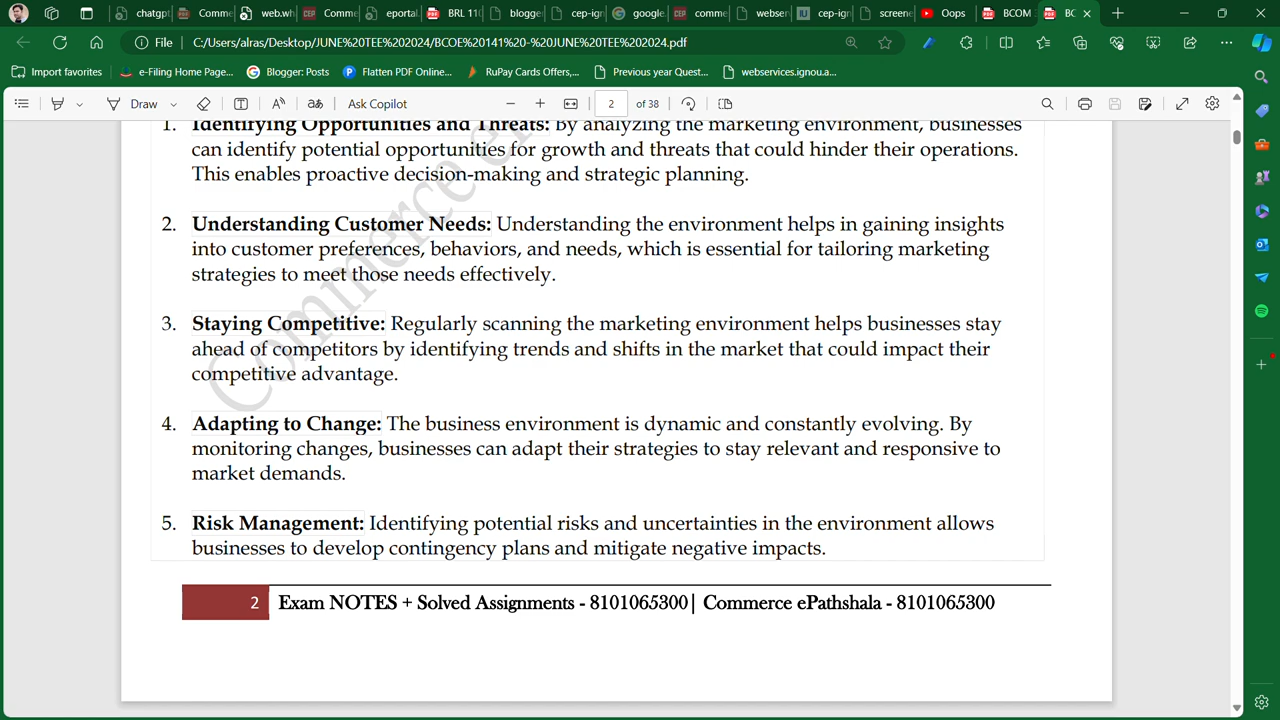 chatgpt
Comme
web.wh
Comme
eportal.
BRL 11(
blogge
cep-igr
google.
comme
webser
cep-igr
screene
Oops
BCOM
BC
File
C:/Users/alras/Desktop/JUNE%20TEE%202024/BCOE%20141%20-%20JUNE%20TEE%202024.pdf
Import favorites
e-Filing Home Page...
Blogger: Posts
Flatten PDF Online...
RuPay Cards Offers,...
Previous year Quest...
webservices.ignou.a...
Draw
Ask Copilot
2 of 38
1. Identifying Opportunities and Threats: By analyzing the marketing environment, businesses
can identify potential opportunities for growth and threats that could hinder their operations.
This enables proactive decision-making and strategic planning.
2. Understanding Customer Needs: Understanding the environment helps in gaining insights
into customer preferences, behaviors, and needs, which is essential for tailoring marketing
strategies to meet those needs effectively.
3. Staying Competitive: Regularly scanning the marketing environment helps businesses stay
ahead of competitors by identifying trends and shifts in the market that could impact their
competitive advantage.
4. Adapting to Change: The business environment is dynamic and constantly evolving. By
monitoring changes, businesses can adapt their strategies to stay relevant and responsive to
market demands.
5. Risk Management: Identifying potential risks and uncertainties in the environment allows
businesses to develop contingency plans and mitigate negative impacts.
Commerce e
2 Exam NOTES + Solved Assignments - 8101065300| Commerce ePathshala - 8101065300